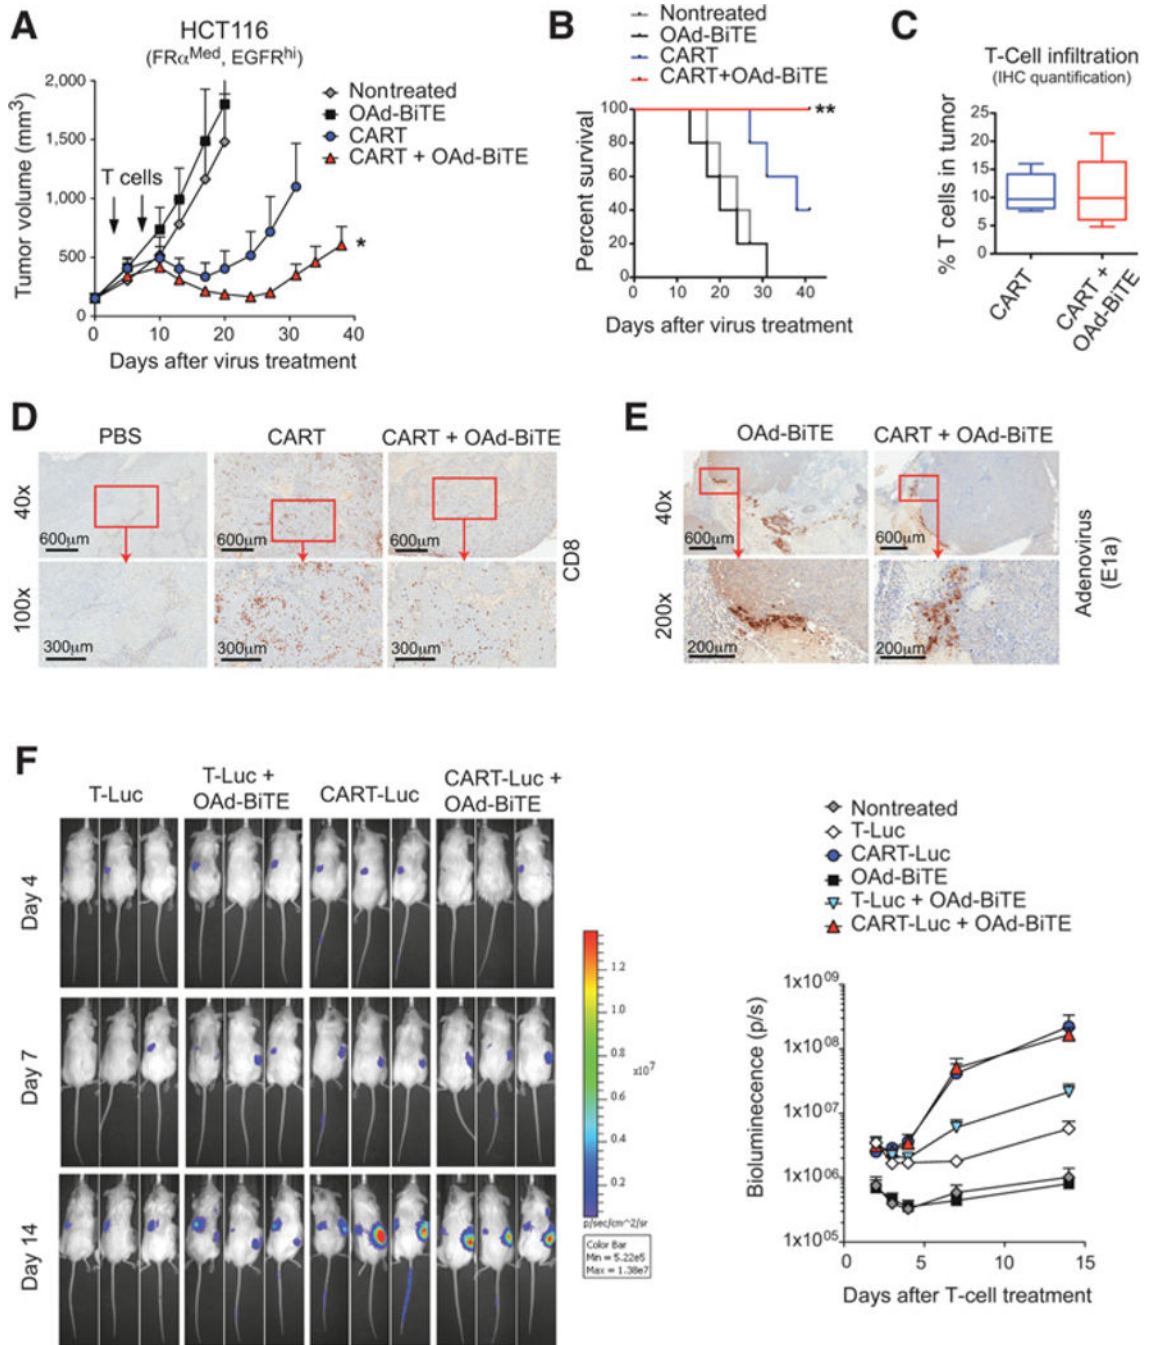 A
HCT116
(FRα^Med, EGFR^hi)
2,000
1,500
1,000
500
0
Tumor volume (mm³)
T cells
Nontreated
OAd-BiTE
CART
CART + OAd-BiTE
*
0 10 20 30 40
Days after virus treatment
B
Nontreated
OAd-BiTE
CART
CART+OAd-BiTE
**
100
80
60
40
20
0
Percent survival
0 10 20 30 40
Days after virus treatment
C
T-Cell infiltration
(IHC quantification)
25
20
15
10
5
0
% T cells in tumor
CART
CART +
OAd-BiTE
D
PBS CART CART + OAd-BiTE
40x
600µm 600µm 600µm
100x
300µm 300µm 300µm
CD8
E
OAd-BiTE CART + OAd-BiTE
40x
600µm 600µm
200x
200µm 200µm
Adenovirus
(E1a)
F
T-Luc
T-Luc +
OAd-BiTE
CART-Luc
CART-Luc +
OAd-BiTE
Day 4
Day 7
Day 14
1.2
1.0
0.8
0.6
0.4
0.2
x10⁷
p/sec/cm^2/sr
Color Bar
Min = 5.22e5
Max = 1.38e7
Nontreated
T-Luc
CART-Luc
OAd-BiTE
T-Luc + OAd-BiTE
CART-Luc + OAd-BiTE
1x10⁰⁹
1x10⁰⁸
1x10⁰⁷
1x10⁰⁶
1x10⁰⁵
Bioluminecence (p/s)
0 5 10 15
Days after T-cell treatment